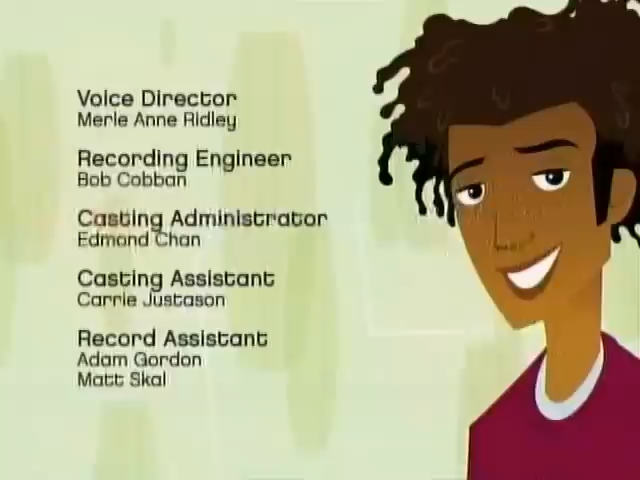 Voice Director
Merle Anne Ridley
Recording Engineer
Bob Cobban
Casting Administrator
Edmond Chan
Casting Assistant
Carrie Justason
Record Assistant
Adam Gordon
Matt Skal